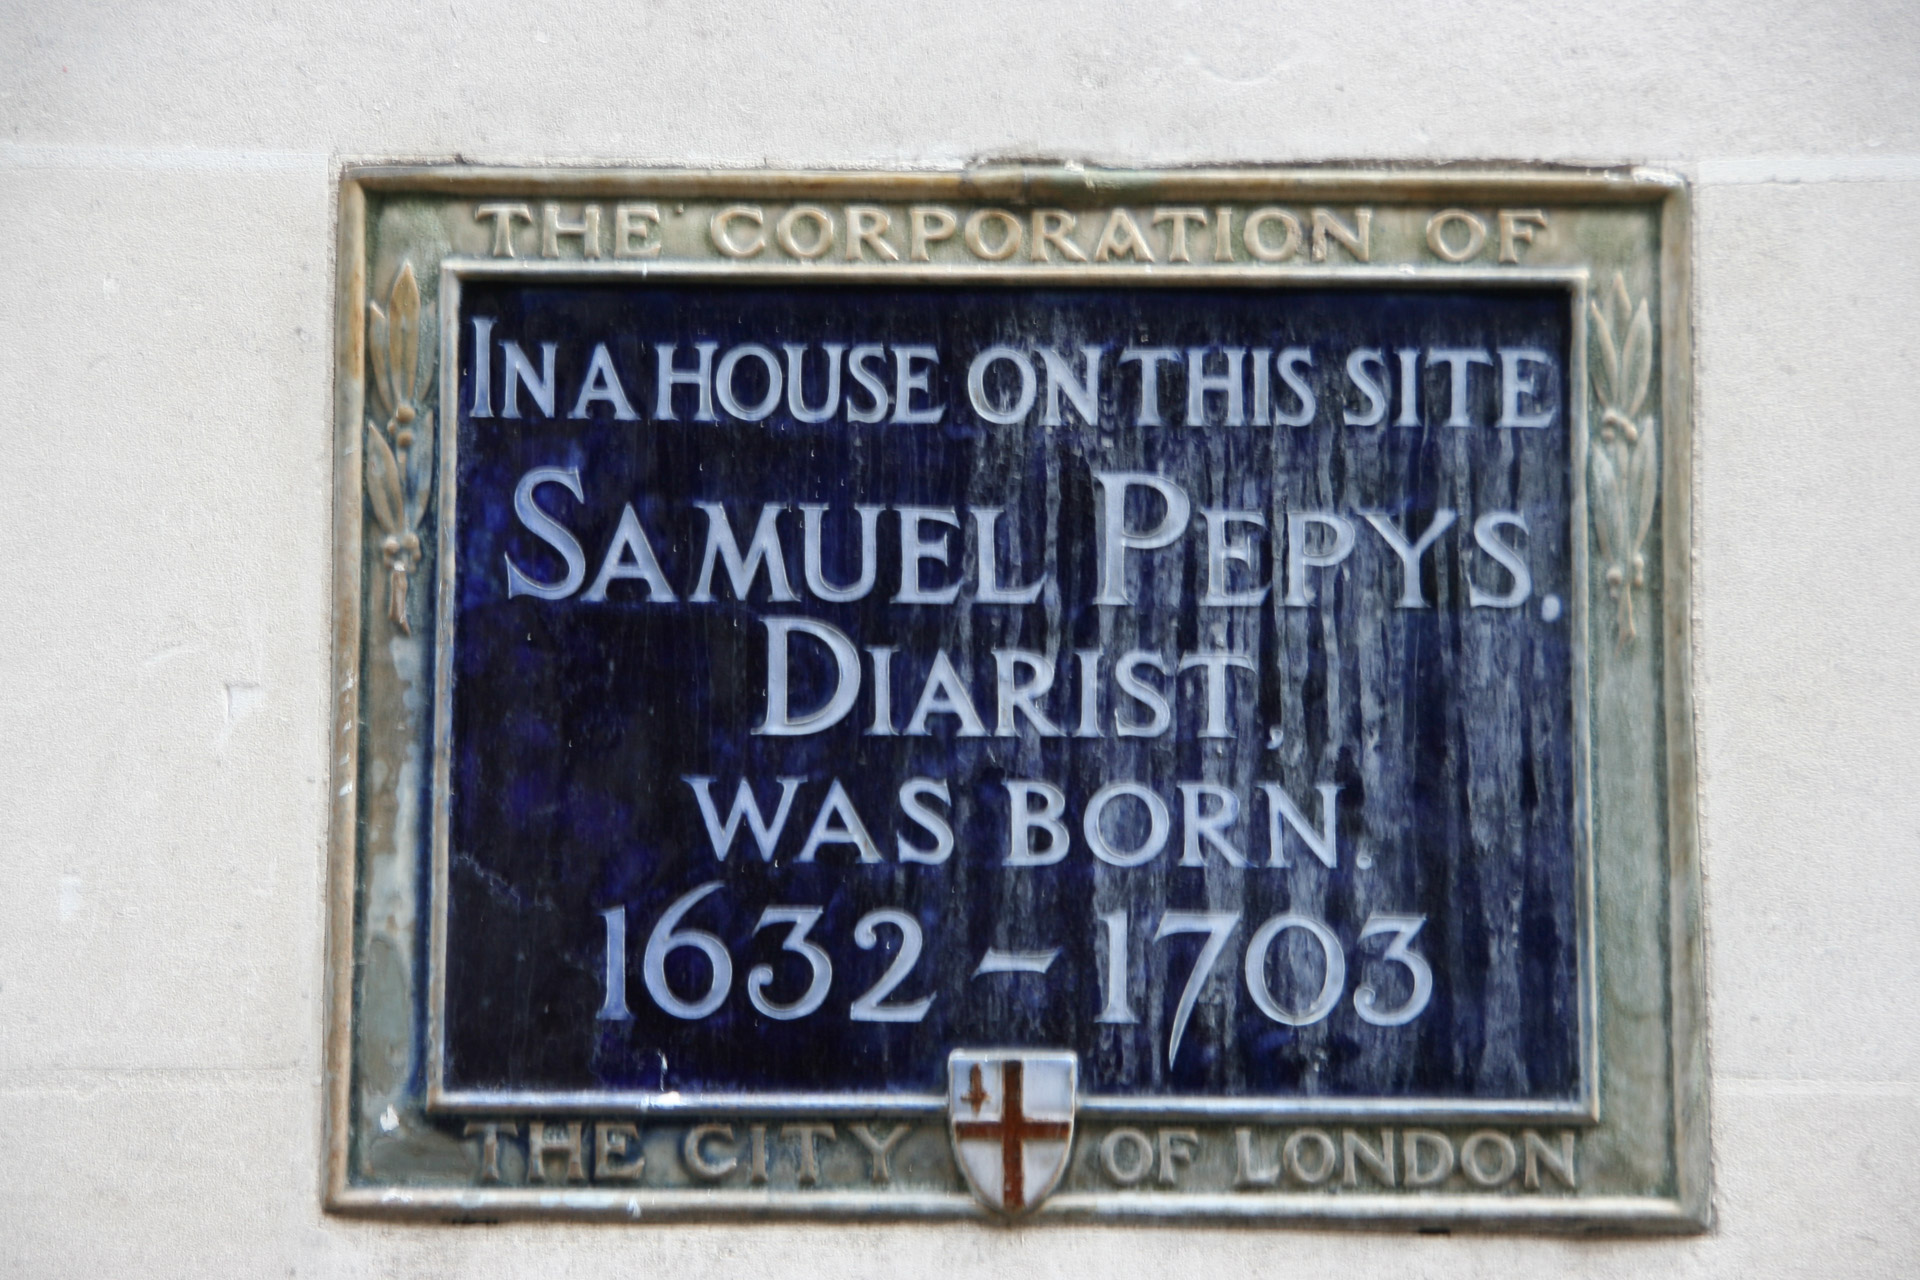 THE CORPORATION OF
IN A HOUSE ON THIS SITE
SAMUEL PEPYS.
DIARIST,
WAS BORN.
1632 – 1703
THE CITY OF LONDON